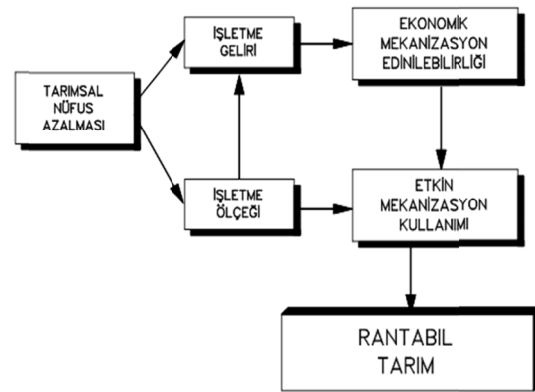 İŞLETME
GELİRİ
EKONOMİK
MEKANİZASYON
EDİNİLEBİLİRLİĞİ
TARIMSAL
NÜFUS
AZALMASI
İŞLETME
ÖLÇEĞİ
ETKİN
MEKANİZASYON
KULLANIMI
RANTABIL
TARIM